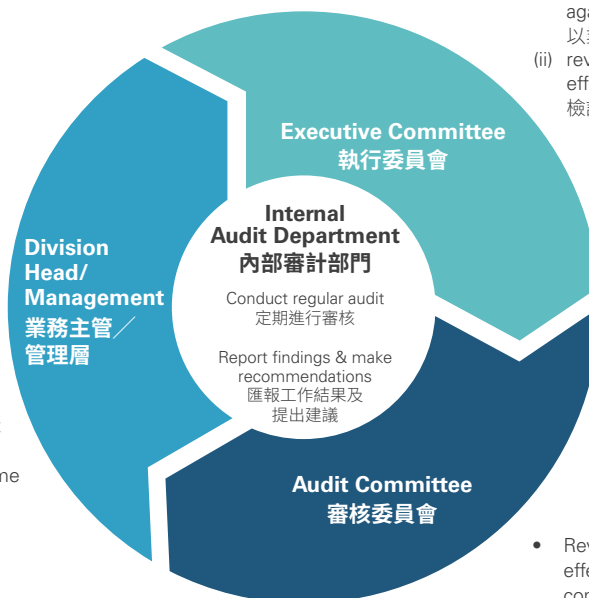 以
(ii)
Executive Committee
執行委員會
Internal
Audit Department
內部審計部門
Conduct regular audit
定期進行審核
Report findings & make
recommendations
匯報工作結果及
提出建議
Division
Head/
Management
業務主管／
管理層
Audit Committee
審核委員會
•